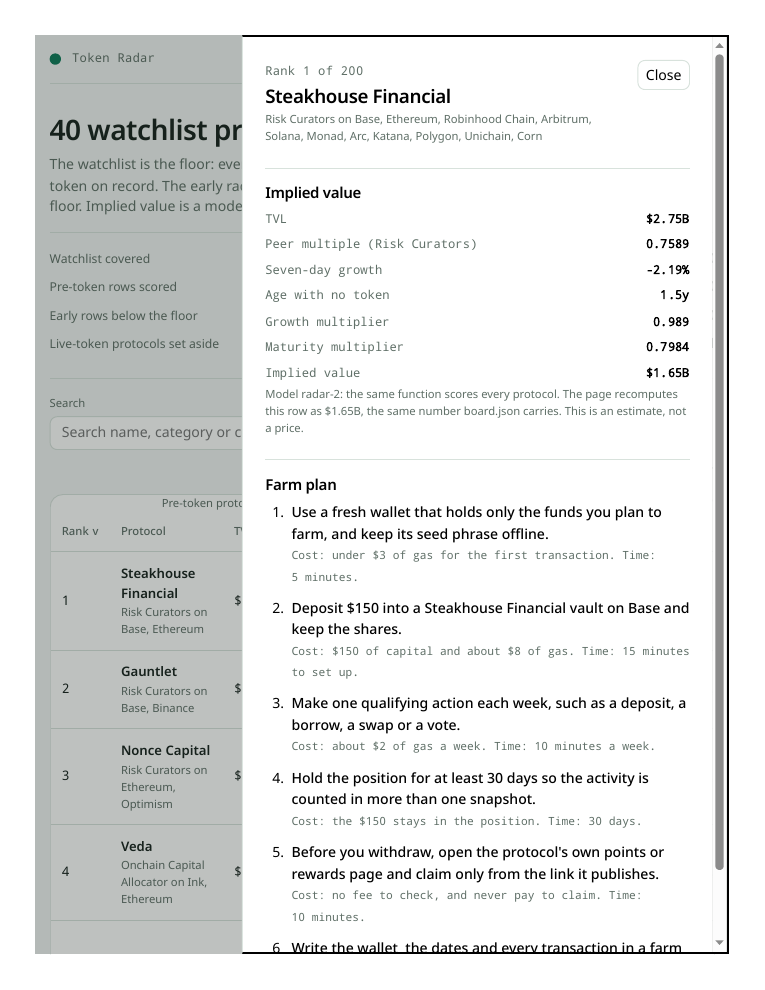 Token Radar
40 watchlist pr
The watchlist is the floor: eve
token on record. The early ra
floor. Implied value is a mode
Watchlist covered
Pre-token rows scored
Early rows below the floor
Live-token protocols set aside
Search
Search name, category or c
Pre-token proto
Rank v Protocol TV
1
Steakhouse
Financial
Risk Curators on
Base, Ethereum
$
2
Gauntlet
Risk Curators on
Base, Binance
$
3
Nonce Capital
Risk Curators on
Ethereum,
Optimism
$
4
Veda
Onchain Capital
Allocator on Ink,
Ethereum
$
Rank 1 of 200
Close
Steakhouse Financial
Risk Curators on Base, Ethereum, Robinhood Chain, Arbitrum,
Solana, Monad, Arc, Katana, Polygon, Unichain, Corn
Implied value
TVL $2.75B
Peer multiple (Risk Curators) 0.7589
Seven-day growth -2.19%
Age with no token 1.5y
Growth multiplier 0.989
Maturity multiplier 0.7984
Implied value $1.65B
Model radar-2: the same function scores every protocol. The page recomputes
this row as $1.65B, the same number board.json carries. This is an estimate, not
a price.
Farm plan
1. Use a fresh wallet that holds only the funds you plan to
farm, and keep its seed phrase offline.
Cost: under $3 of gas for the first transaction. Time:
5 minutes.
2. Deposit $150 into a Steakhouse Financial vault on Base and
keep the shares.
Cost: $150 of capital and about $8 of gas. Time: 15 minutes
to set up.
3. Make one qualifying action each week, such as a deposit, a
borrow, a swap or a vote.
Cost: about $2 of gas a week. Time: 10 minutes a week.
4. Hold the position for at least 30 days so the activity is
counted in more than one snapshot.
Cost: the $150 stays in the position. Time: 30 days.
5. Before you withdraw, open the protocol's own points or
rewards page and claim only from the link it publishes.
Cost: no fee to check, and never pay to claim. Time:
10 minutes.
6. Write the wallet, the dates and every transaction in a farm